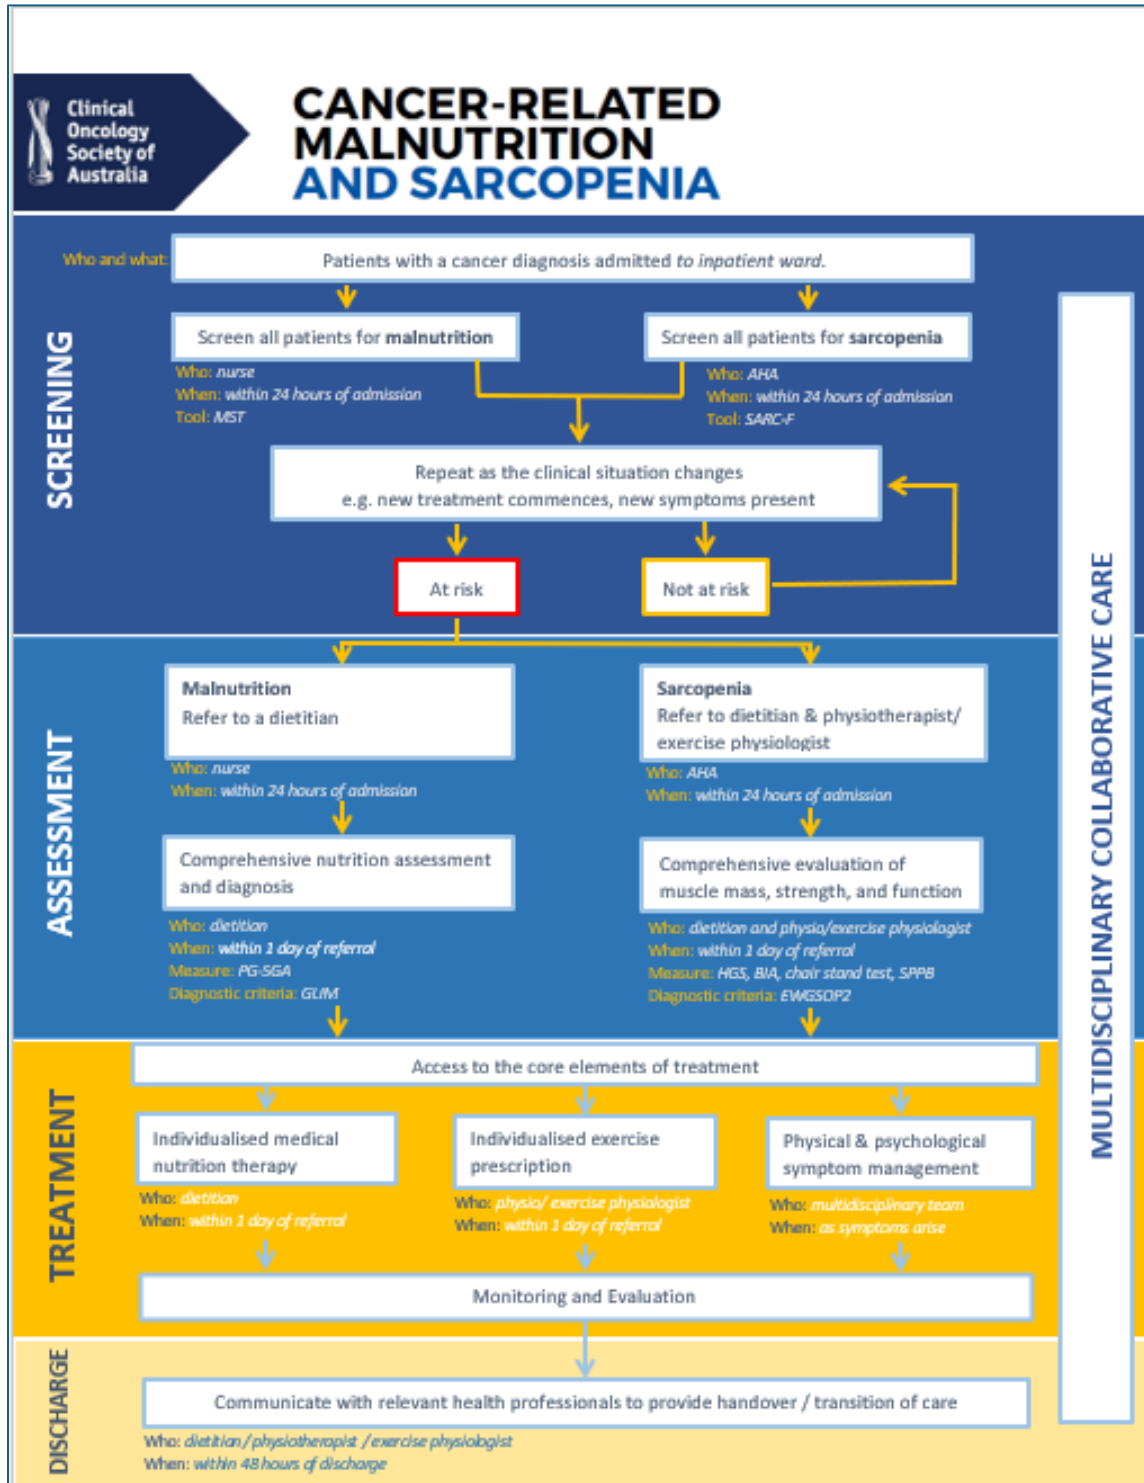 Clinical
Oncology
Society of
Australia
CANCER-RELATED
MALNUTRITION
AND SARCOPENIA
SCREENING
Who and what:
Patients with a cancer diagnosis admitted to inpatient ward.
Screen all patients for malnutrition
Who: nurse
When: within 24 hours of admission
Tool: MST
Screen all patients for sarcopenia
Who: AHA
When: within 24 hours of admission
Tool: SARC-F
Repeat as the clinical situation changes
e.g. new treatment commences, new symptoms present
At risk
Not at risk
ASSESSMENT
Malnutrition
Refer to a dietitian
Who: nurse
When: within 24 hours of admission
Sarcopenia
Refer to dietitian & physiotherapist/
exercise physiologist
Who: AHA
When: within 24 hours of admission
Comprehensive nutrition assessment
and diagnosis
Who: dietitian
When: within 1 day of referral
Measure: PG-SGA
Diagnostic criteria: GLIM
Comprehensive evaluation of
muscle mass, strength, and function
Who: dietitian and physio/exercise physiologist
When: within 1 day of referral
Measure: HGS, BIA, chair stand test, SPPB
Diagnostic criteria: EWGSOP2
TREATMENT
Access to the core elements of treatment
Individualised medical
nutrition therapy
Who: dietitian
When: within 1 day of referral
Individualised exercise
prescription
Who: physio/ exercise physiologist
When: within 1 day of referral
Physical & psychological
symptom management
Who: multidisciplinary team
When: as symptoms arise
Monitoring and Evaluation
DISCHARGE
Communicate with relevant health professionals to provide handover / transition of care
Who: dietitian / physiotherapist / exercise physiologist
When: within 48 hours of discharge
MULTIDISCIPLINARY COLLABORATIVE CARE